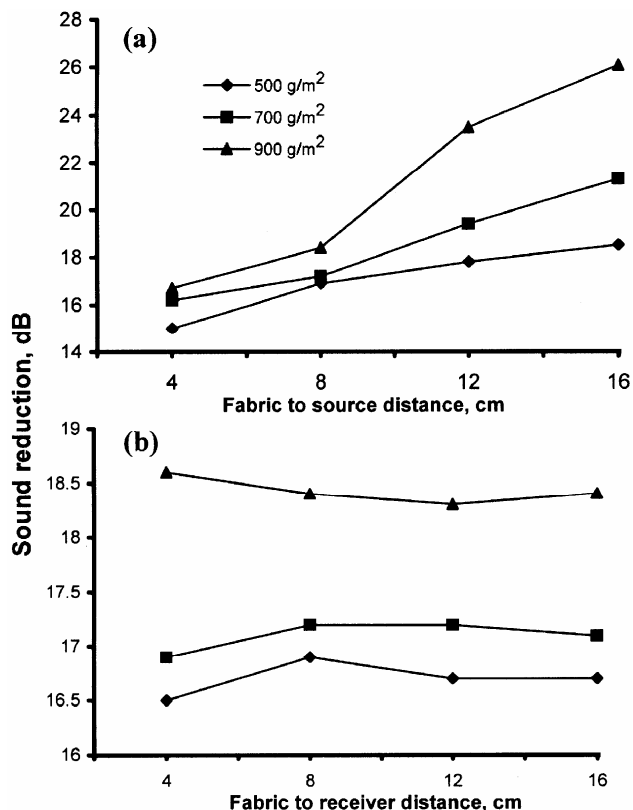 (a)
28
26
24
22
20
18
16
14
500 g/m²
700 g/m²
900 g/m²
4 8 12 16
Fabric to source distance, cm
Sound reduction, dB
(b)
19
18.5
18
17.5
17
16.5
16
4 8 12 16
Fabric to receiver distance, cm